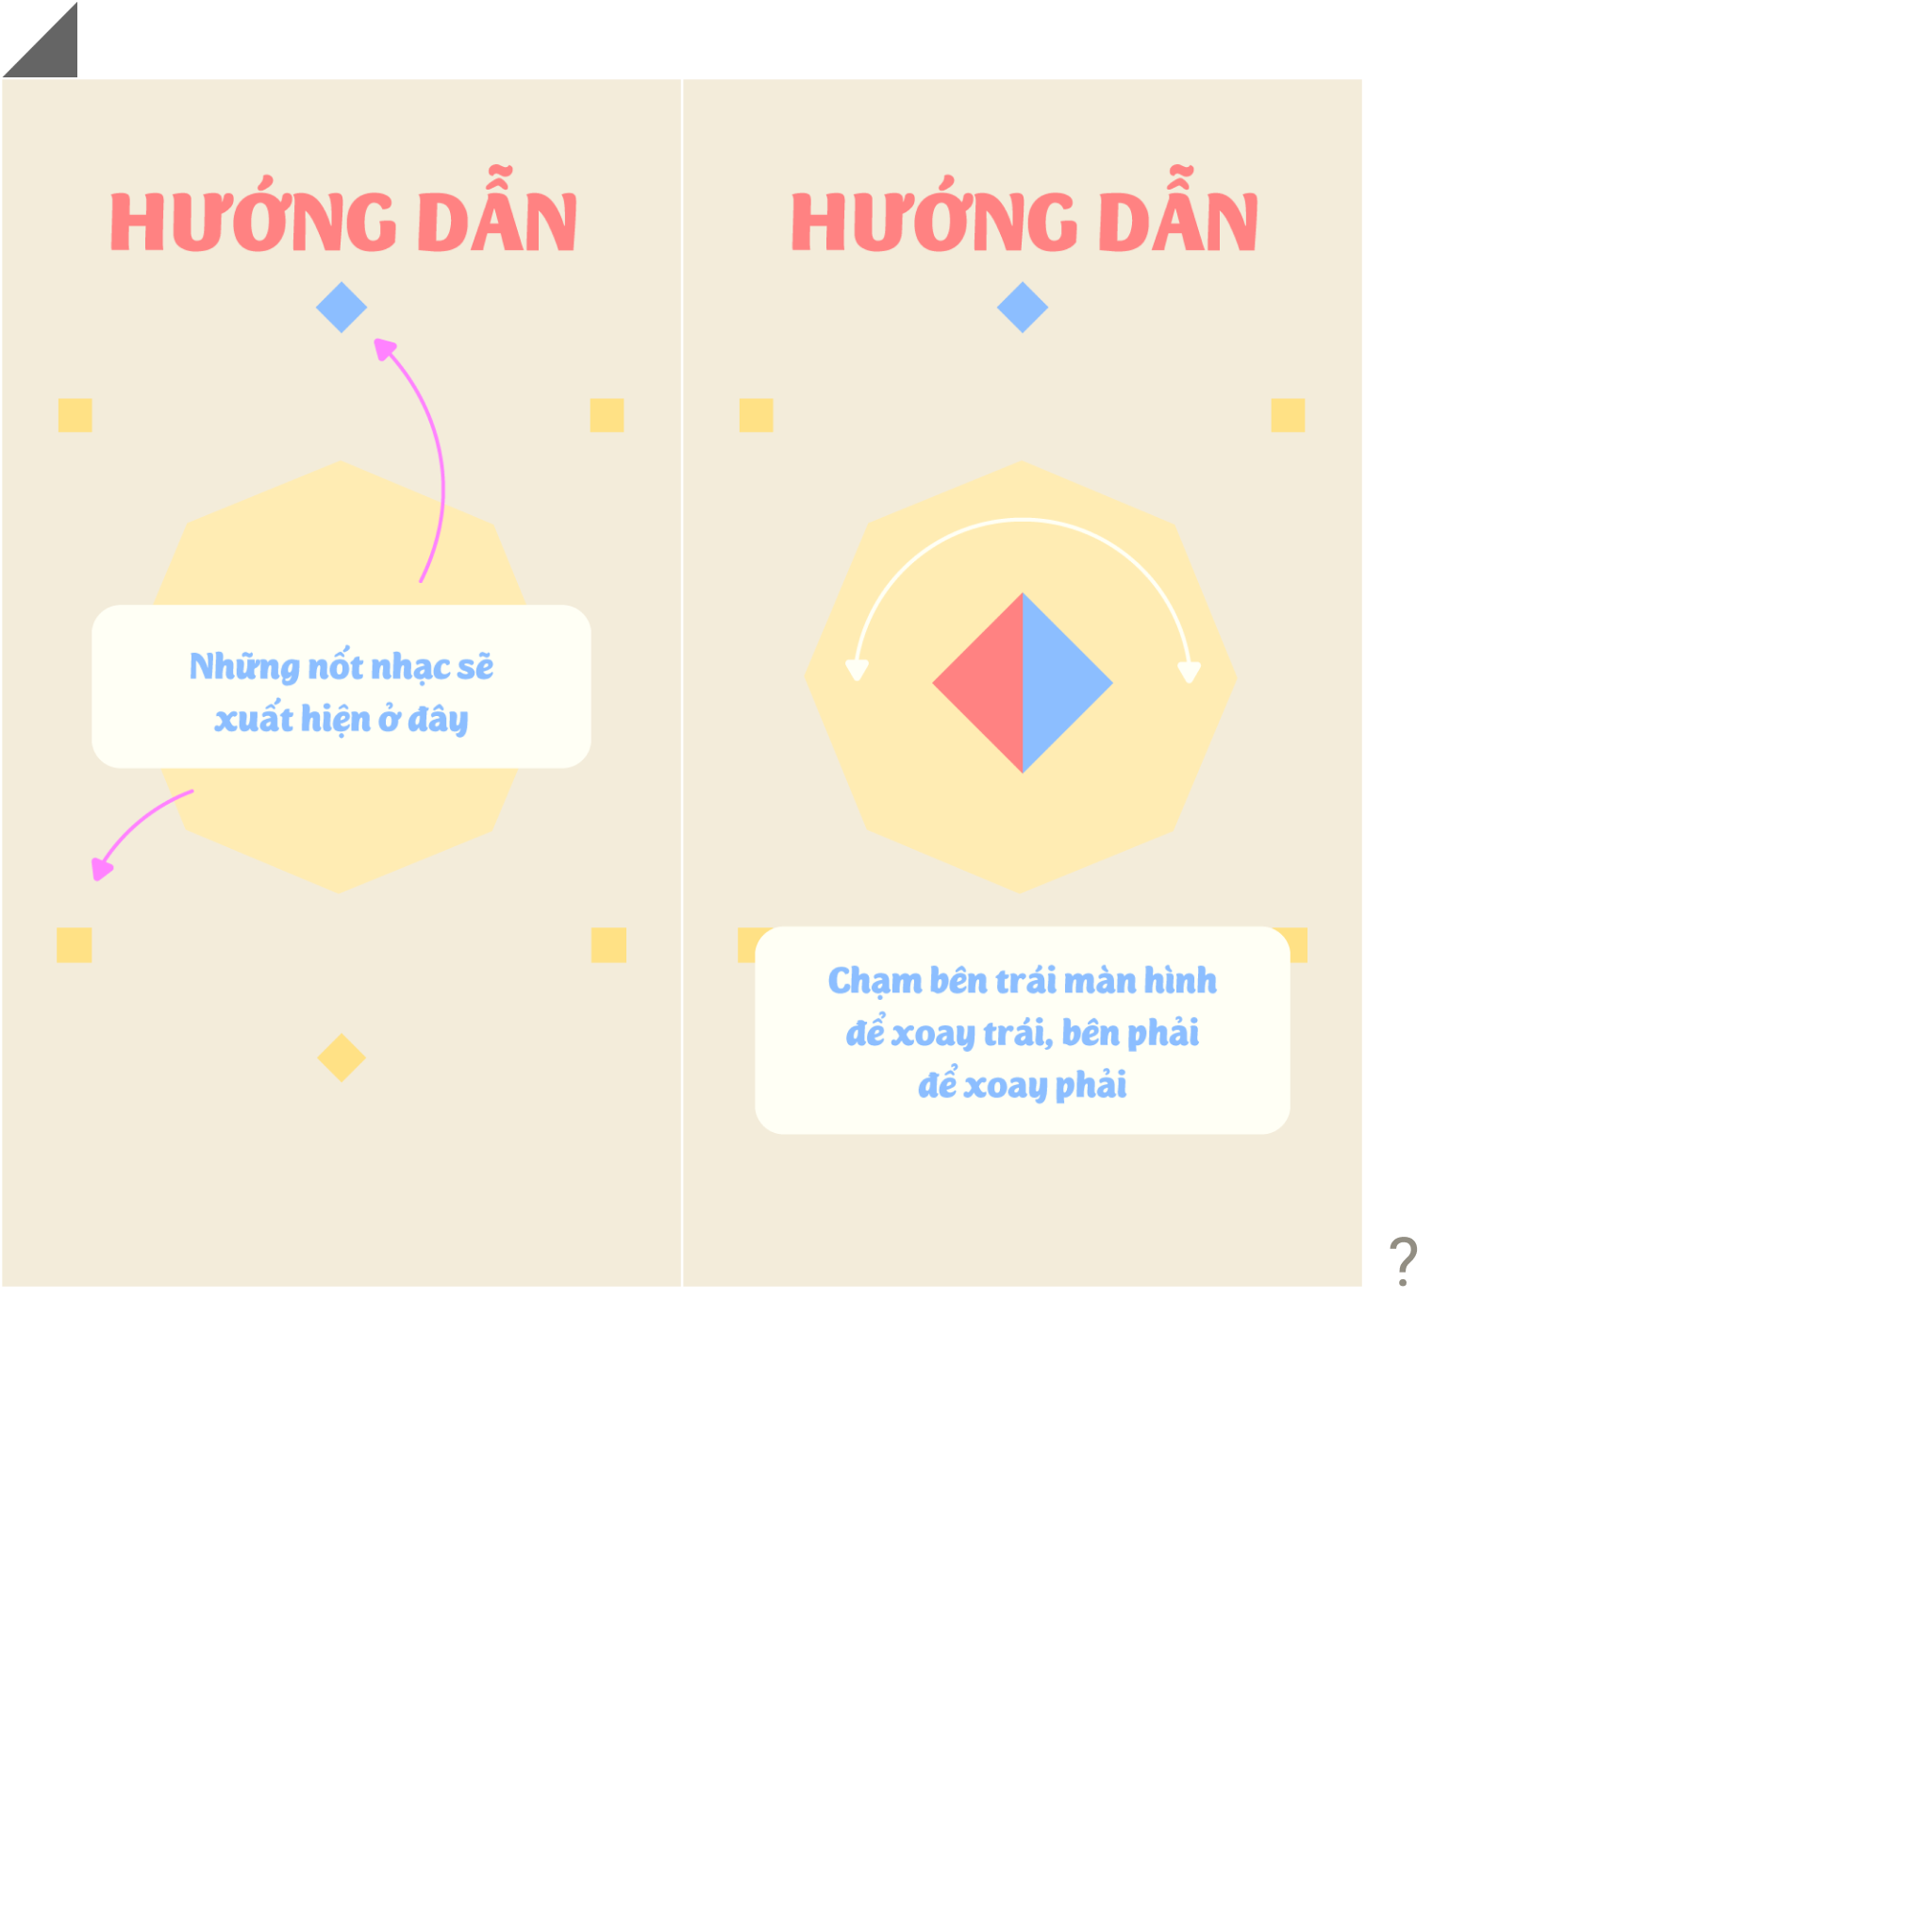 HƯỚNG DẪN
Những nốt nhạc sẽ
xuất hiện ở đây
HƯỚNG DẪN
Chạm bên trái màn hình
để xoay trái, bên phải
để xoay phải
?